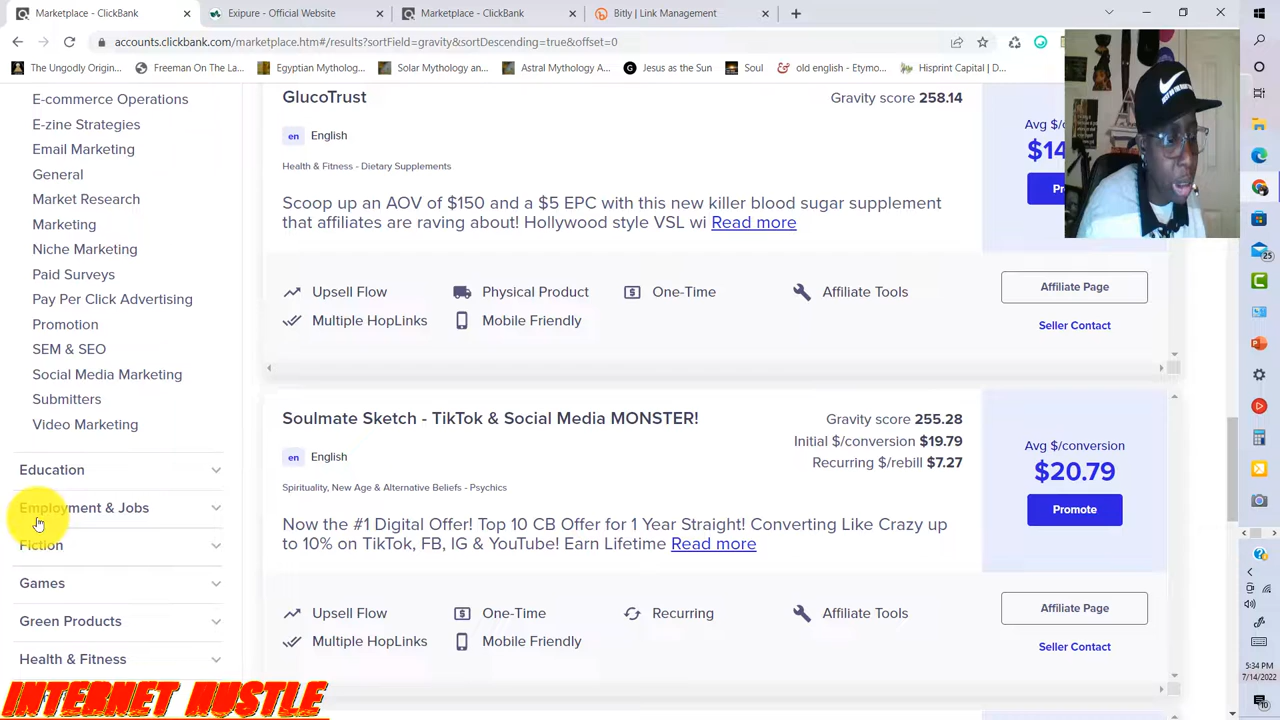 Marketplace - ClickBank
Exipure - Official Website
Marketplace - ClickBank
Bitly | Link Management
accounts.clickbank.com/marketplace.htm#/results?sortField=gravity&sortDescending=true&offset=0
The Ungodly Origin...
Freeman On The La...
Egyptian Mytholog...
Solar Mythology an...
Astral Mythology A...
Jesus as the Sun
Soul
old english - Etymo...
Hisprint Capital | D...
E-commerce Operations
E-zine Strategies
Email Marketing
General
Market Research
Marketing
Niche Marketing
Paid Surveys
Pay Per Click Advertising
Promotion
SEM & SEO
Social Media Marketing
Submitters
Video Marketing
Education
Employment & Jobs
Fiction
Games
Green Products
Health & Fitness
GlucoTrust
Gravity score 258.14
en English
Health & Fitness - Dietary Supplements
Scoop up an AOV of $150 and a $5 EPC with this new killer blood sugar supplement
that affiliates are raving about! Hollywood style VSL wi Read more
Avg $/
$14
Pr
Upsell Flow
Physical Product
One-Time
Affiliate Tools
Multiple HopLinks
Mobile Friendly
Affiliate Page
Seller Contact
Soulmate Sketch - TikTok & Social Media MONSTER!
Gravity score 255.28
Initial $/conversion $19.79
Recurring $/rebill $7.27
en English
Spirituality, New Age & Alternative Beliefs - Psychics
Now the #1 Digital Offer! Top 10 CB Offer for 1 Year Straight! Converting Like Crazy up
to 10% on TikTok, FB, IG & YouTube! Earn Lifetime Read more
Avg $/conversion
$20.79
Promote
Upsell Flow
One-Time
Recurring
Affiliate Tools
Multiple HopLinks
Mobile Friendly
Affiliate Page
Seller Contact
25
5:34 PM
7/14/2022
10
INTERNET HUSTLE